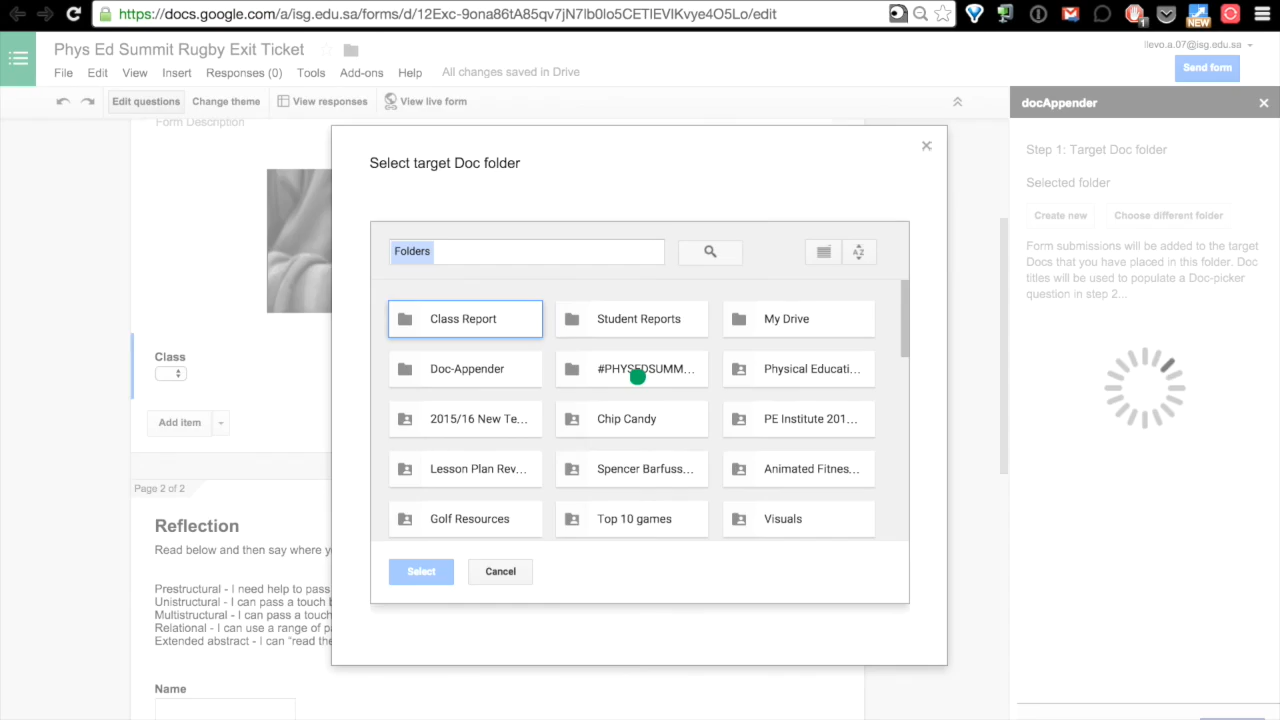 https://docs.google.com/a/isg.edu.sa/forms/d/12Exc-9ona86tA85qv7jN7lb0lo5CETlEVlKvye4O5Lo/edit
Phys Ed Summit Rugby Exit Ticket
llevo.a.07@isg.edu.sa
File Edit View Insert Responses (0) Tools Add-ons Help All changes saved in Drive
Send form
Edit questions Change theme View responses View live form
docAppender
Form Description
Select target Doc folder
Step 1: Target Doc folder
Selected folder
Create new Choose different folder
Form submissions will be added to the target
Docs that you have placed in this folder. Doc
titles will be used to populate a Doc-picker
question in step 2...
Folders
Class Report Student Reports My Drive
Doc-Appender #PHYSEDSUMM... Physical Educati...
2015/16 New Te... Chip Candy PE Institute 201...
Lesson Plan Rev... Spencer Barfuss... Animated Fitnes...
Golf Resources Top 10 games Visuals
Select Cancel
Class
Add item
Page 2 of 2
Reflection
Read below and then say where y
Prestructural - I need help to pass
Unistructural - I can pass a touch b
Multistructural - I can pass a touch
Relational - I can use a range of pa
Extended abstract - I can "read the
Name